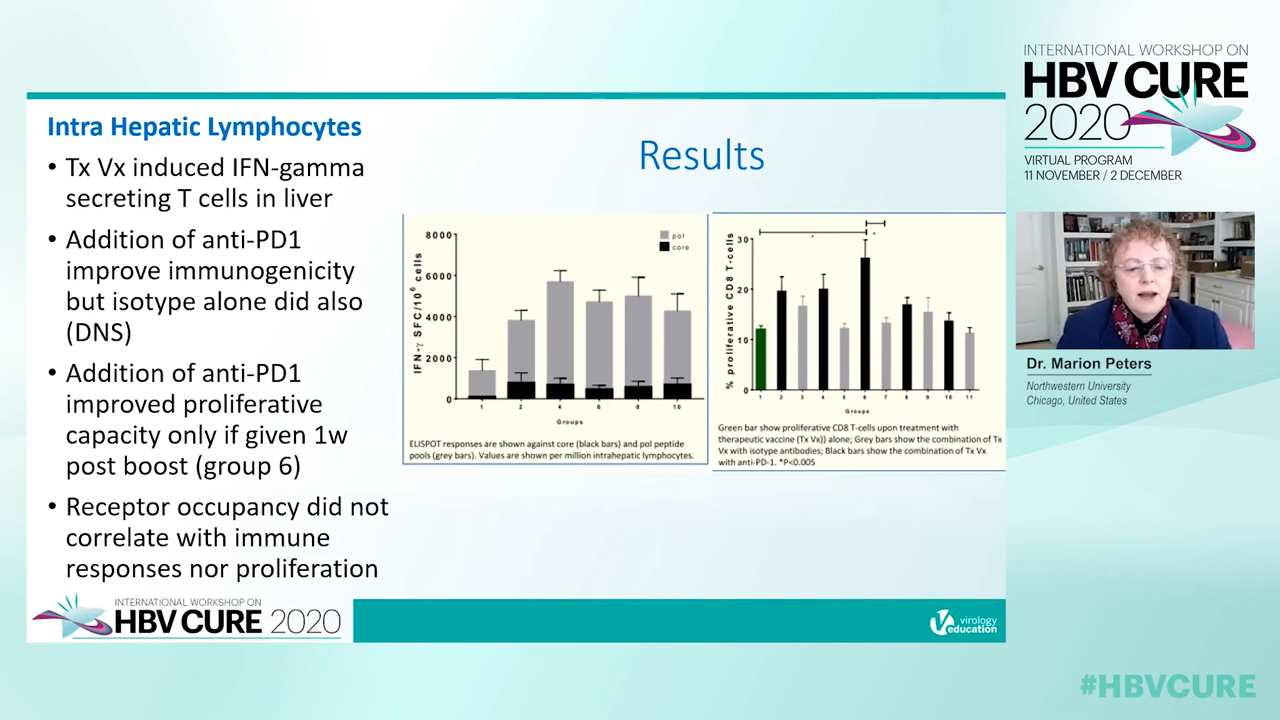 Intra Hepatic Lymphocytes
• Tx Vx induced IFN-gamma
secreting T cells in liver
• Addition of anti-PD1
improve immunogenicity
but isotype alone did also
(DNS)
• Addition of anti-PD1
improved proliferative
capacity only if given 1w
post boost (group 6)
• Receptor occupancy did not
correlate with immune
responses nor proliferation
Results
IFN-γ SFC/10⁶ cells
8000
6000
4000
2000
0
pol
core
1 2 4 6 8 10
Groups
ELISPOT responses are shown against core (black bars) and pol peptide
pools (grey bars). Values are shown per million intrahepatic lymphocytes.
% proliferative CD8 T-cells
30
20
10
0
1 2 3 4 5 6 7 8 9 10 11
Groups
Green bar show proliferative CD8 T-cells upon treatment with
therapeutic vaccine (Tx Vx)) alone; Grey bars show the combination of Tx
Vx with isotype antibodies; Black bars show the combination of Tx Vx
with anti-PD-1. *P<0.005
INTERNATIONAL WORKSHOP ON
HBV CURE 2020
virology
education
INTERNATIONAL WORKSHOP ON
HBV CURE
2020
VIRTUAL PROGRAM
11 NOVEMBER / 2 DECEMBER
Dr. Marion Peters
Northwestern University
Chicago, United States
#HBVCURE